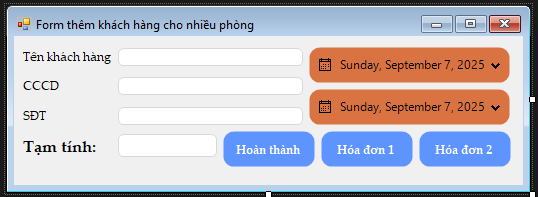 Form thêm khách hàng cho nhiều phòng
Tên khách hàng
Sunday, September 7, 2025
CCCD
Sunday, September 7, 2025
SĐT
Tạm tính:
Hoàn thành
Hóa đơn 1
Hóa đơn 2